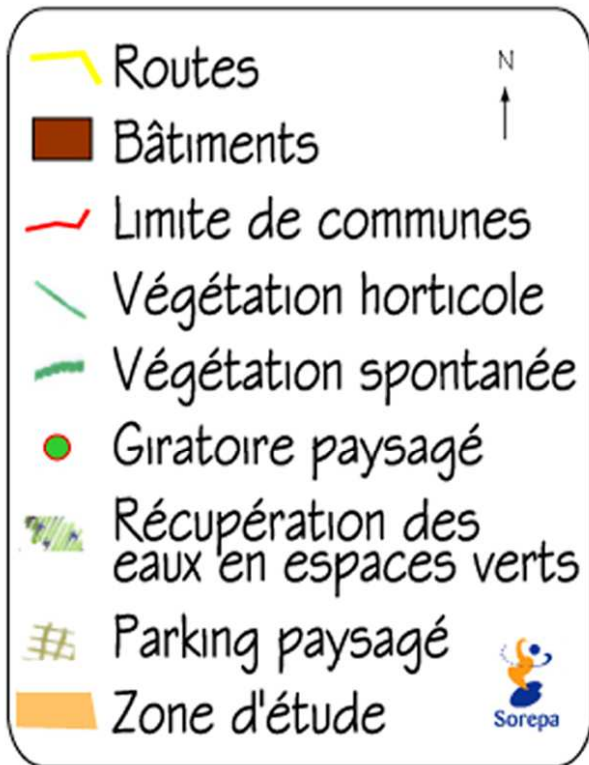 Routes
N
Bâtiments
Limite de communes
Végétation horticole
Végétation spontanée
Giratoire paysagé
Récupération des
eaux en espaces verts
Parking paysagé
Zone d'étude
Sorepa